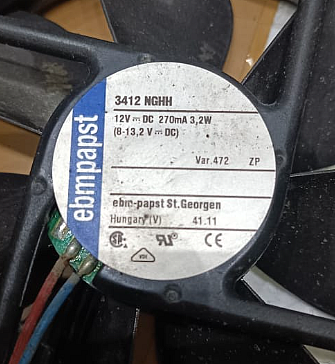 ebmpapst
3412 NGHH
12V ⎓ DC 270mA 3,2W
(8-13,2 V ⎓ DC)
Var.472 ZP
ebm-papst St.Georgen
Hungary (V) 41.11
VDE
CE